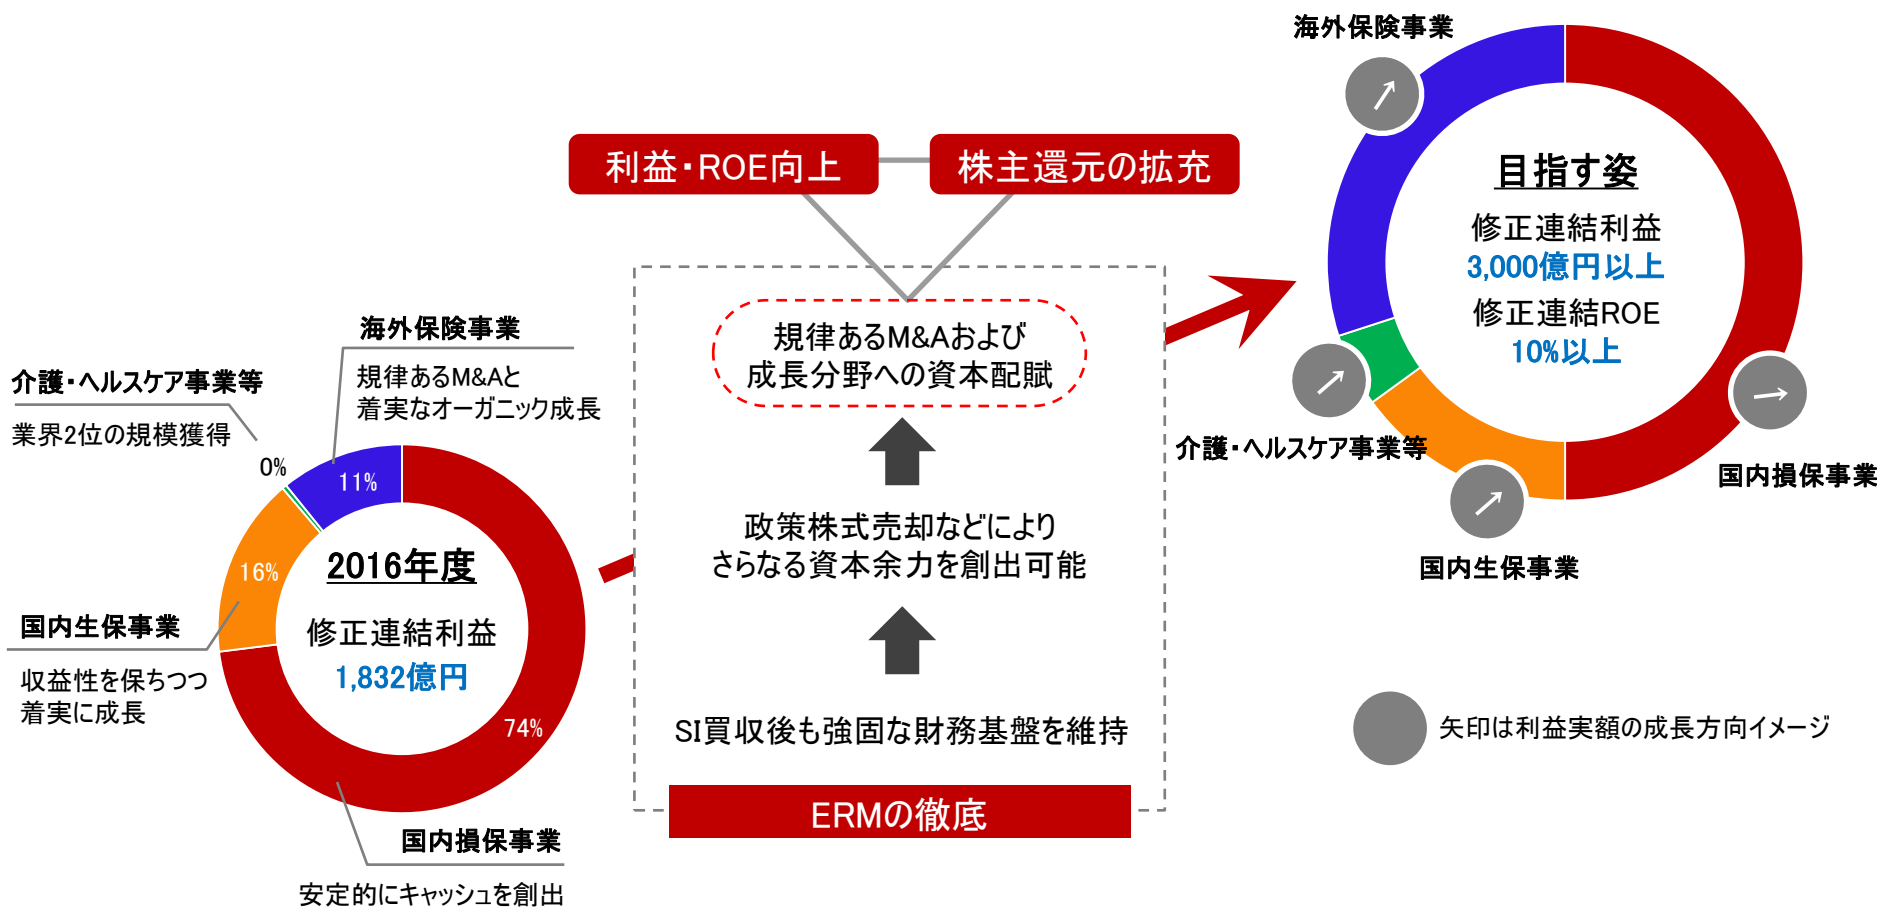 海外保険事業
利益・ROE向上
株主還元の拡充
目指す姿
修正連結利益
3,000億円以上
修正連結ROE
10%以上
規律あるM&Aおよび
成長分野への資本配賦
海外保険事業
規律あるM&Aと
着実なオーガニック成長
介護・ヘルスケア事業等
業界2位の規模獲得
0%
11%
16%
74%
2016年度
修正連結利益
1,832億円
国内生保事業
収益性を保ちつつ
着実に成長
国内損保事業
安定的にキャッシュを創出
政策株式売却などにより
さらなる資本余力を創出可能
SI買収後も強固な財務基盤を維持
ERMの徹底
介護・ヘルスケア事業等
国内損保事業
国内生保事業
矢印は利益実額の成長方向イメージ